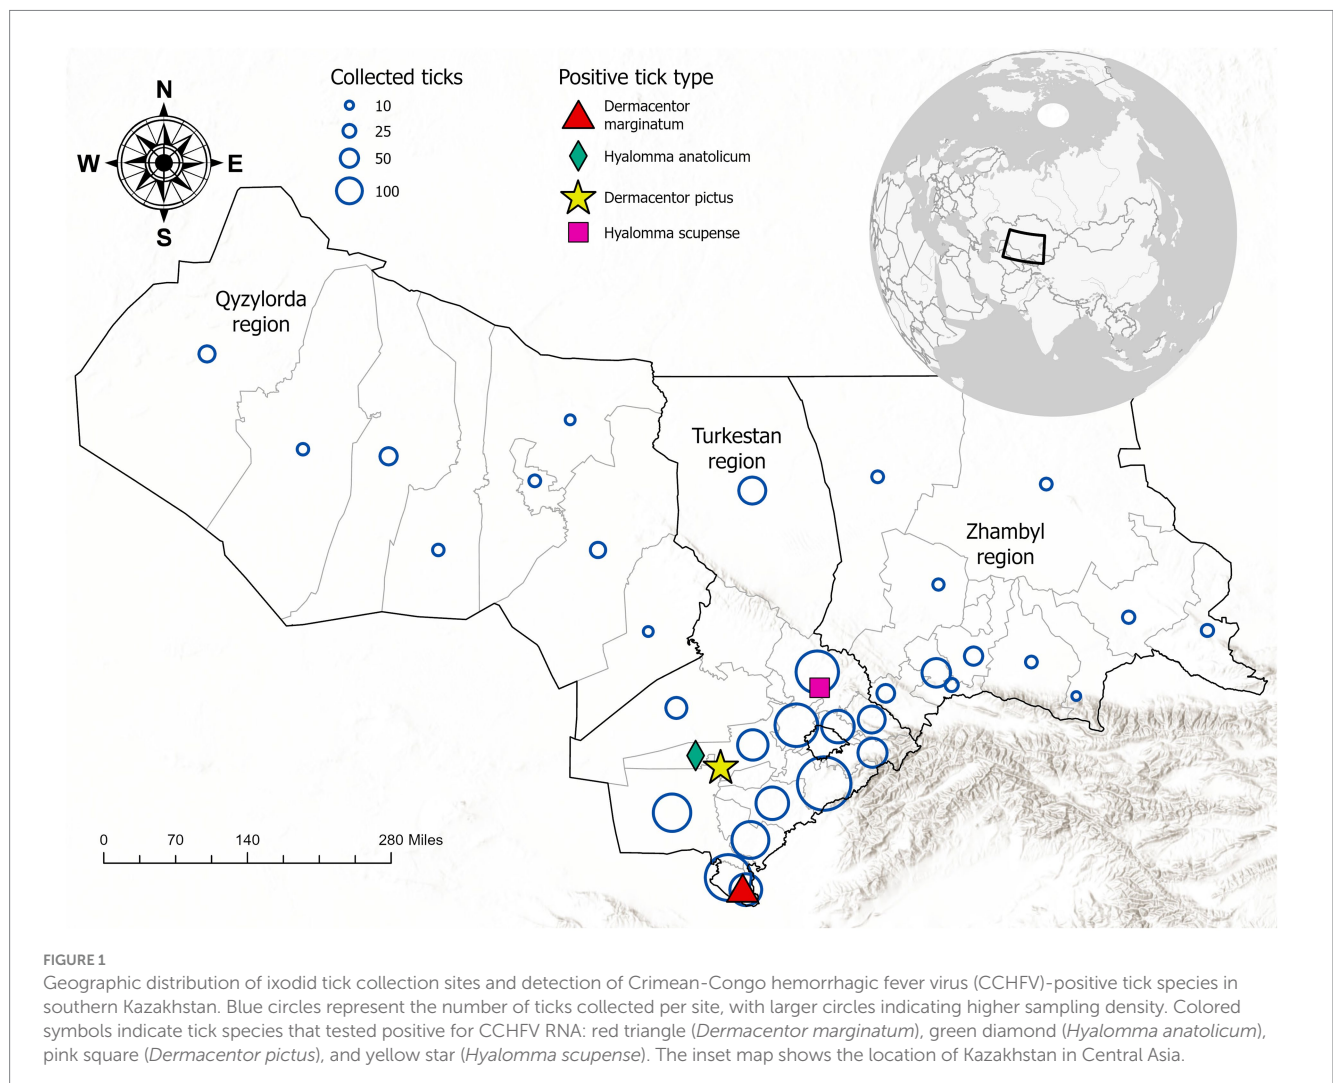 N
W
E
S
Collected ticks
10
25
50
100
Positive tick type
Dermacentor
marginatum
Hyalomma anatolicum
Dermacentor pictus
Hyalomma scupense
Qyzylorda
region
Turkestan
region
Zhambyl
region
0 70 140 280 Miles
FIGURE 1
Geographic distribution of ixodid tick collection sites and detection of Crimean-Congo hemorrhagic fever virus (CCHFV)-positive tick species in
southern Kazakhstan. Blue circles represent the number of ticks collected per site, with larger circles indicating higher sampling density. Colored
symbols indicate tick species that tested positive for CCHFV RNA: red triangle (Dermacentor marginatum), green diamond (Hyalomma anatolicum),
pink square (Dermacentor pictus), and yellow star (Hyalomma scupense). The inset map shows the location of Kazakhstan in Central Asia.